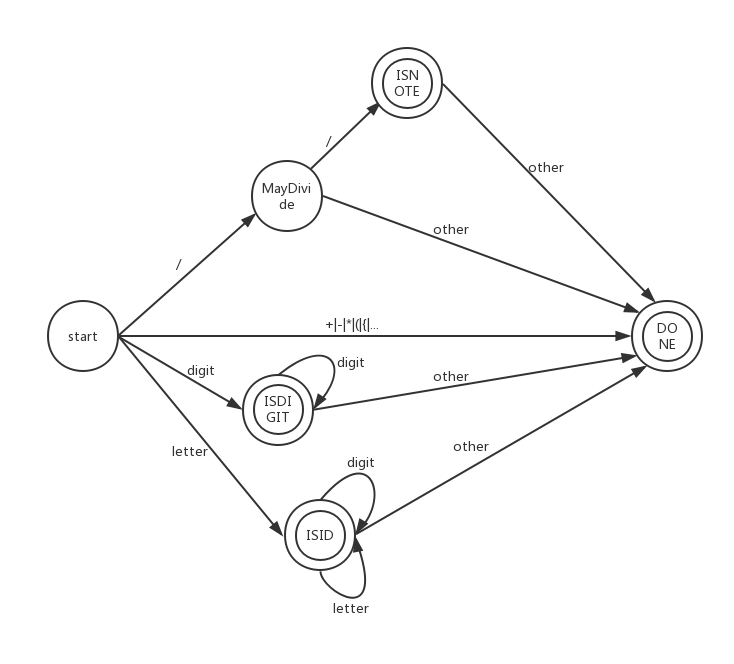 ISN
OTE
/
other
MayDivi
de
other
/
+|-|*|(|{|...
start
DO
NE
digit
digit
other
ISDI
GIT
letter
other
digit
ISID
letter